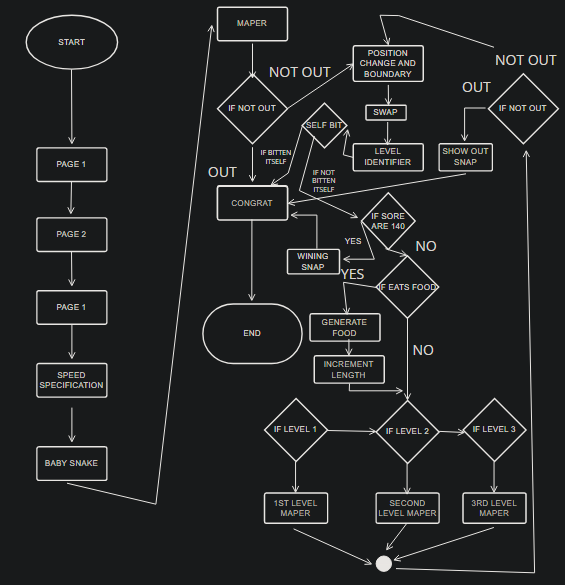 START
PAGE 1
PAGE 2
PAGE 1
SPEED
SPECIFICATION
BABY SNAKE
MAPER
NOT OUT
IF NOT OUT
OUT
CONGRAT
END
SELF BIT
IF BITTEN
ITSELF
IF NOT
BITTEN
ITSELF
POSITION
CHANGE AND
BOUNDARY
SWAP
LEVEL
IDENTIFIER
NOT OUT
OUT
IF NOT OUT
SHOW OUT
SNAP
IF SORE
ARE 140
YES
NO
WINING
SNAP
YES
IF EATS FOOD
GENERATE
FOOD
INCREMENT
LENGTH
NO
IF LEVEL 1
IF LEVEL 2
IF LEVEL 3
1ST LEVEL
MAPER
SECOND
LEVEL MAPER
3RD LEVEL
MAPER